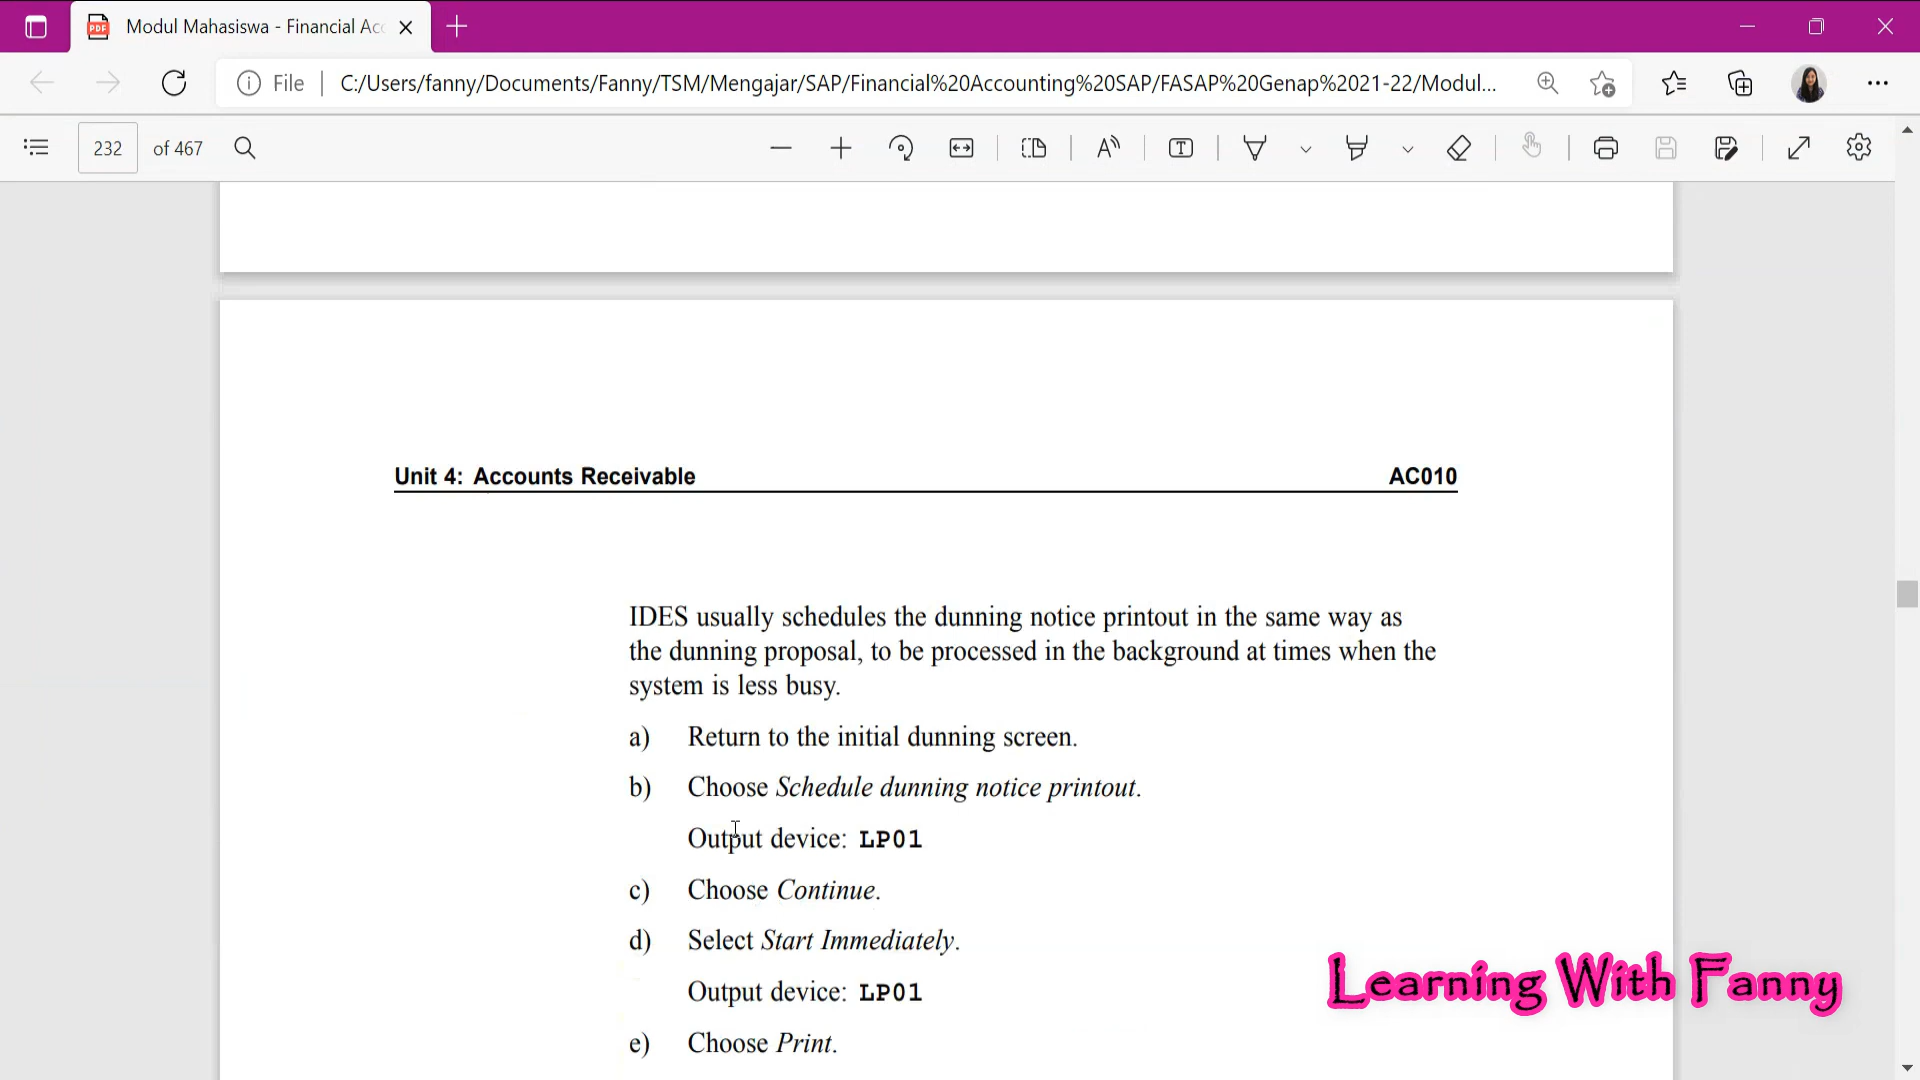 Modul Mahasiswa - Financial Acc
File
C:/Users/fanny/Documents/Fanny/TSM/Mengajar/SAP/Financial%20Accounting%20SAP/FASAP%20Genap%2021-22/Modul...
232 of 467
Unit 4: Accounts Receivable AC010
IDES usually schedules the dunning notice printout in the same way as
the dunning proposal, to be processed in the background at times when the
system is less busy.
a) Return to the initial dunning screen.
b) Choose Schedule dunning notice printout.
Output device: LP01
c) Choose Continue.
d) Select Start Immediately.
Output device: LP01
e) Choose Print.
Learning With Fanny